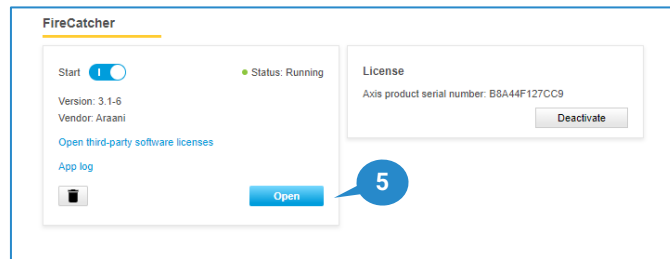 FireCatcher
Start
Status: Running
Version: 3.1-6
Vendor: Araani
Open third-party software licenses
App log
Open
5
License
Axis product serial number: B8A44F127CC9
Deactivate